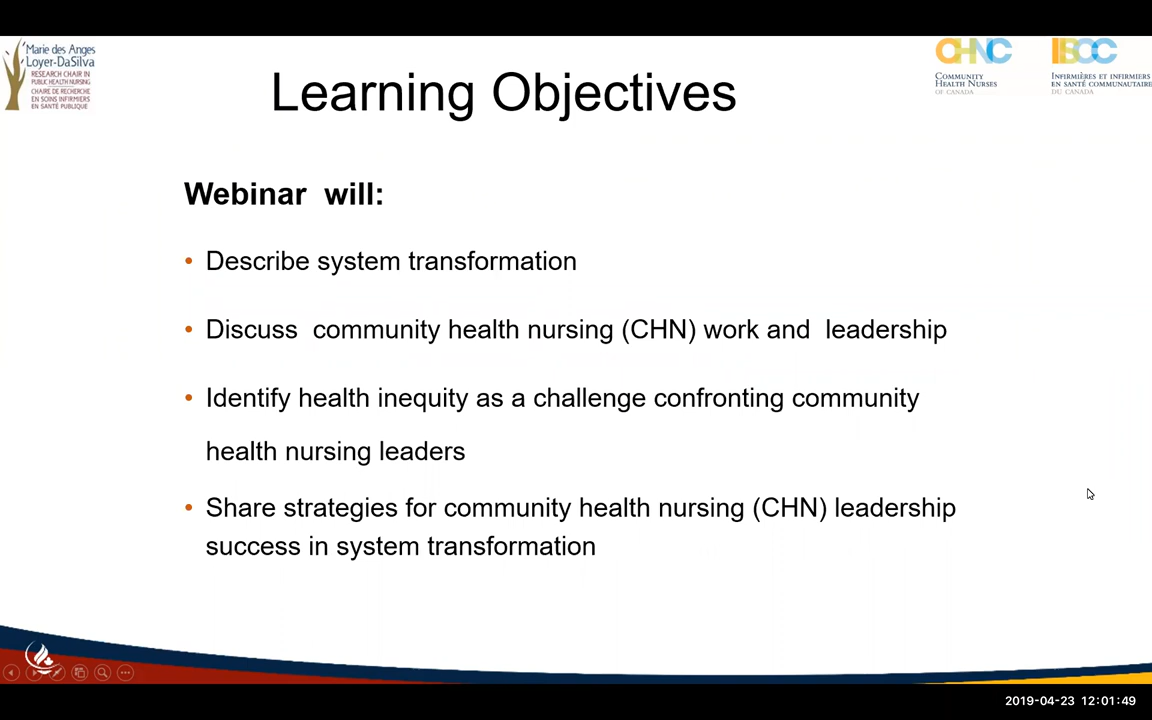 Marie des Anges
Loyer-DaSilva
RESEARCH CHAIR IN
PUBLIC HEALTH NURSING
CHAIRE DE RECHERCHE
EN SOINS INFIRMIERS
EN SANTÉ PUBLIQUE
Learning Objectives
CHNC
COMMUNITY
HEALTH NURSES
OF CANADA
IISCC
INFIRMIÈRES ET INFIRMIERS
EN SANTÉ COMMUNAUTAIRE
DU CANADA
Webinar will:
• Describe system transformation
• Discuss community health nursing (CHN) work and leadership
• Identify health inequity as a challenge confronting community
health nursing leaders
• Share strategies for community health nursing (CHN) leadership
success in system transformation
2019-04-23 12:01:49